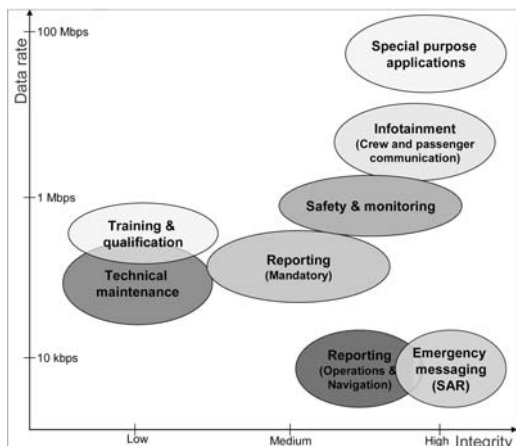 Data rate
100 Mbps
Special purpose
applications
Infotainment
(Crew and passenger
communication)
1 Mbps
Safety & monitoring
Training &
qualification
Reporting
(Mandatory)
Technical
maintenance
10 kbps
Reporting
(Operations &
Navigation)
Emergency
messaging
(SAR)
Low
Medium
High
Integrity